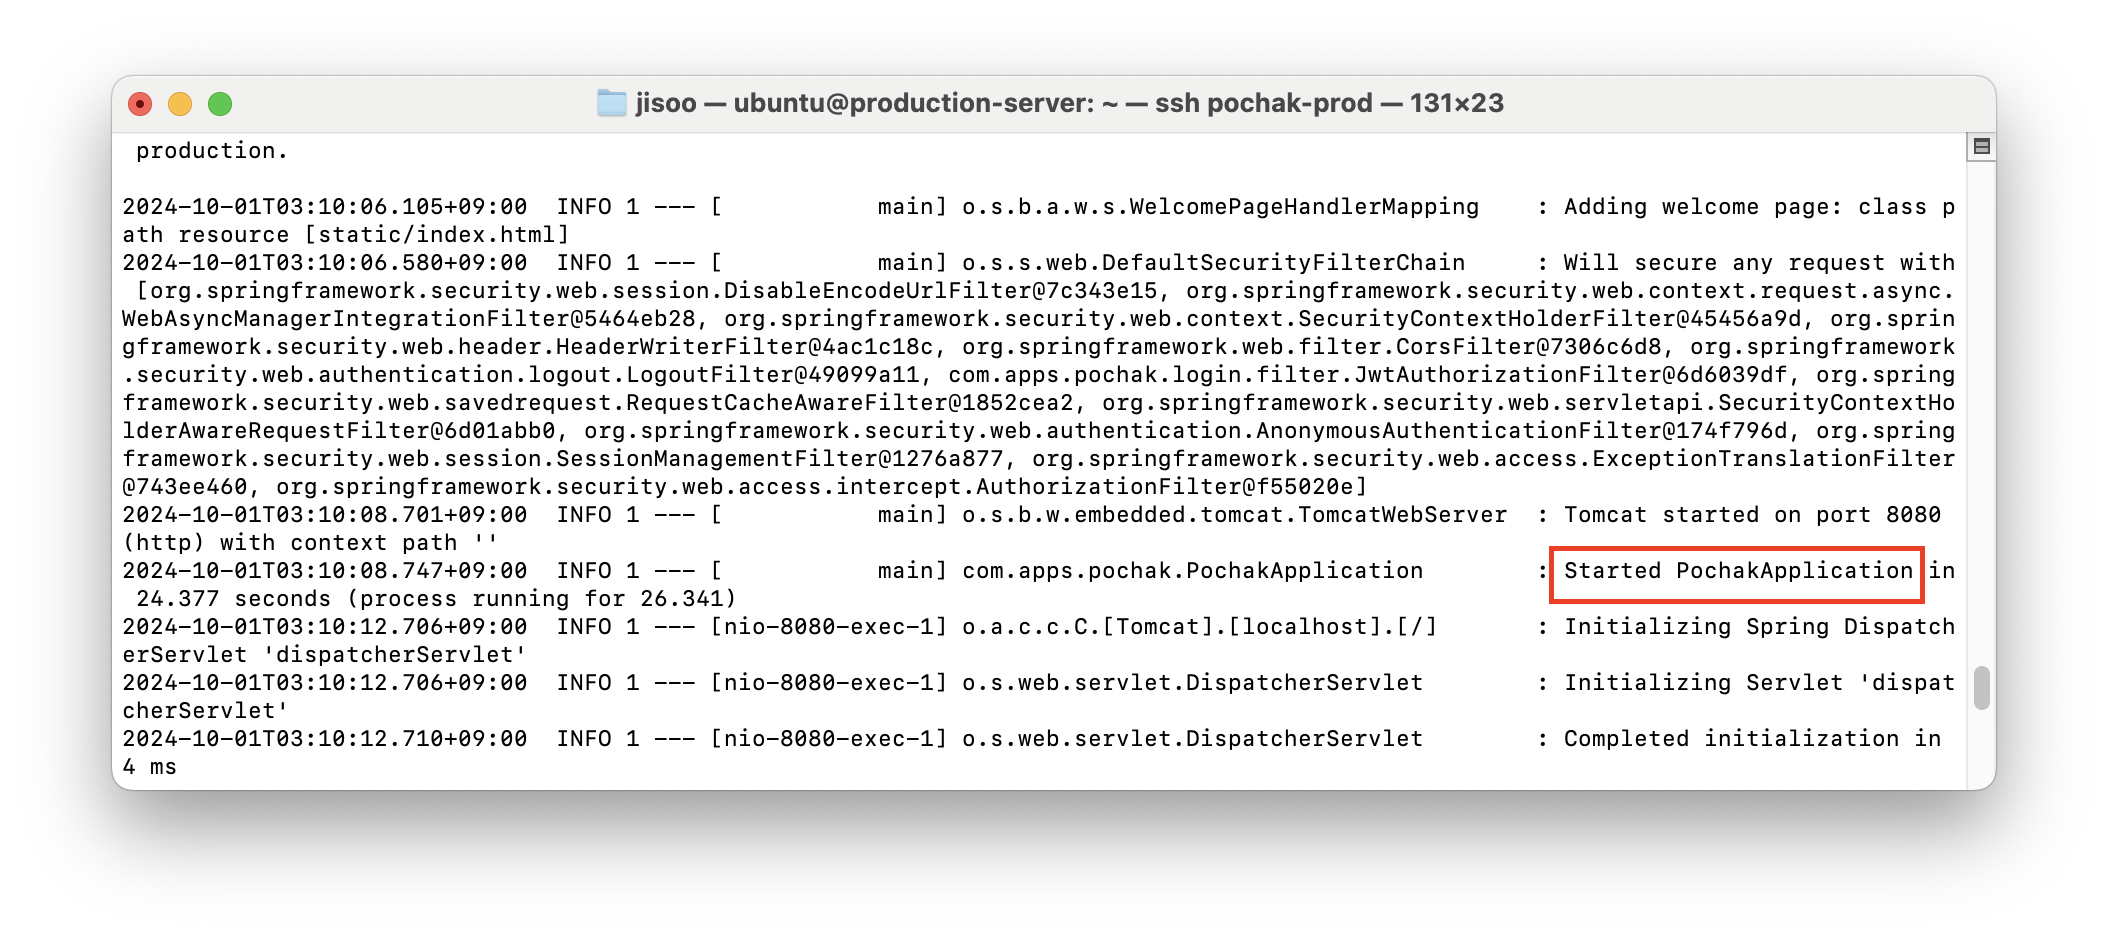 jisoo — ubuntu@production-server: ~ — ssh pochak-prod — 131×23
production.
2024-10-01T03:10:06.105+09:00  INFO 1 --- [           main] o.s.b.a.w.s.WelcomePageHandlerMapping    : Adding welcome page: class p
ath resource [static/index.html]
2024-10-01T03:10:06.580+09:00  INFO 1 --- [           main] o.s.s.web.DefaultSecurityFilterChain     : Will secure any request with
[org.springframework.security.web.session.DisableEncodeUrlFilter@7c343e15, org.springframework.security.web.context.request.async.
WebAsyncManagerIntegrationFilter@5464eb28, org.springframework.security.web.context.SecurityContextHolderFilter@45456a9d, org.sprin
gframework.security.web.header.HeaderWriterFilter@4ac1c18c, org.springframework.web.filter.CorsFilter@7306c6d8, org.springframework
.security.web.authentication.logout.LogoutFilter@49099a11, com.apps.pochak.login.filter.JwtAuthorizationFilter@6d6039df, org.spring
framework.security.web.savedrequest.RequestCacheAwareFilter@1852cea2, org.springframework.security.web.servletapi.SecurityContextHo
lderAwareRequestFilter@6d01abb0, org.springframework.security.web.authentication.AnonymousAuthenticationFilter@174f796d, org.spring
framework.security.web.session.SessionManagementFilter@1276a877, org.springframework.security.web.access.ExceptionTranslationFilter
@743ee460, org.springframework.security.web.access.intercept.AuthorizationFilter@f55020e]
2024-10-01T03:10:08.701+09:00  INFO 1 --- [           main] o.s.b.w.embedded.tomcat.TomcatWebServer  : Tomcat started on port 8080
(http) with context path ''
2024-10-01T03:10:08.747+09:00  INFO 1 --- [           main] com.apps.pochak.PochakApplication        : Started PochakApplication in
24.377 seconds (process running for 26.341)
2024-10-01T03:10:12.706+09:00  INFO 1 --- [nio-8080-exec-1] o.a.c.c.C.[Tomcat].[localhost].[/]       : Initializing Spring Dispatch
erServlet 'dispatcherServlet'
2024-10-01T03:10:12.706+09:00  INFO 1 --- [nio-8080-exec-1] o.s.web.servlet.DispatcherServlet        : Initializing Servlet 'dispat
cherServlet'
2024-10-01T03:10:12.710+09:00  INFO 1 --- [nio-8080-exec-1] o.s.web.servlet.DispatcherServlet        : Completed initialization in
4 ms